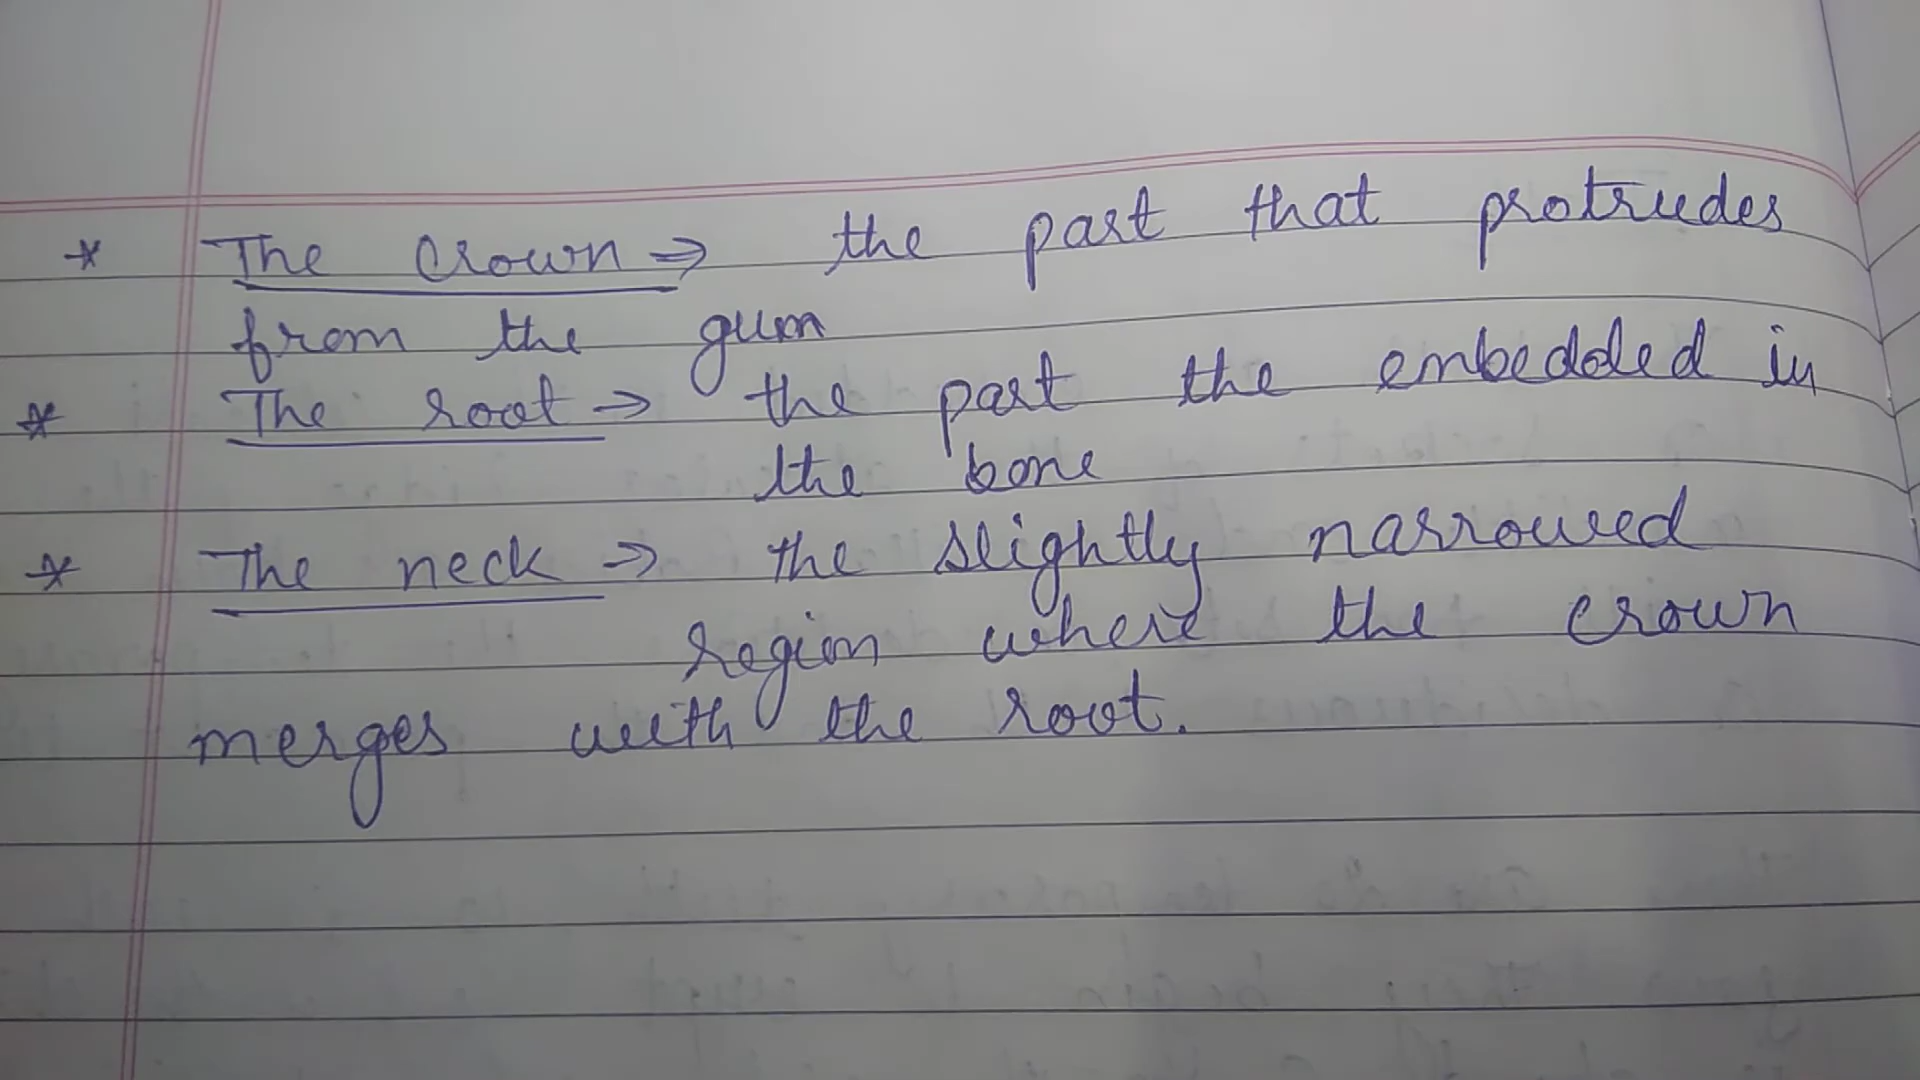 * The crown ⇒ the part that protrudes
from the gum
* The root → the part the embedded in
the bone
* The neck ⇒ the slightly narrowed
region where the crown
merges with the root.